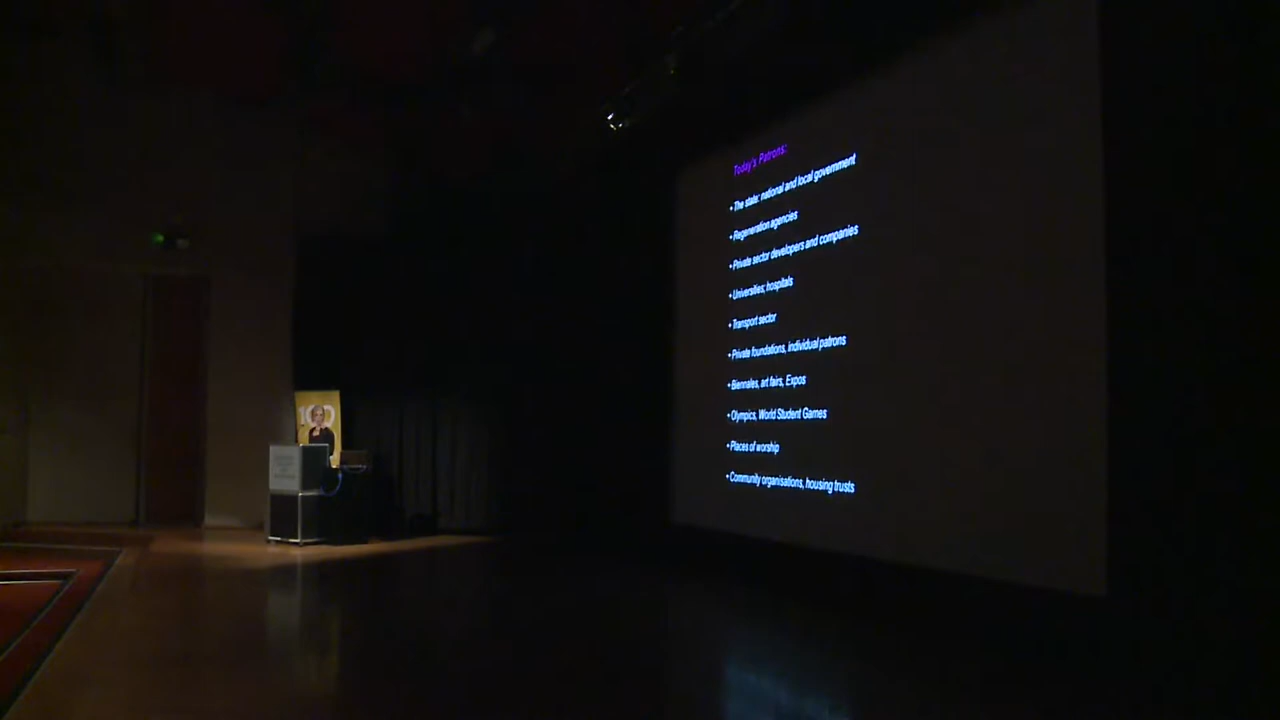 Today's Patrons:
• The state: national and local government
• Regeneration agencies
• Private sector developers and companies
• Universities; hospitals
• Transport sector
• Private foundations, individual patrons
• Biennales, art fairs, Expos
• Olympics, World Student Games
• Places of worship
• Community organisations, housing trusts
100